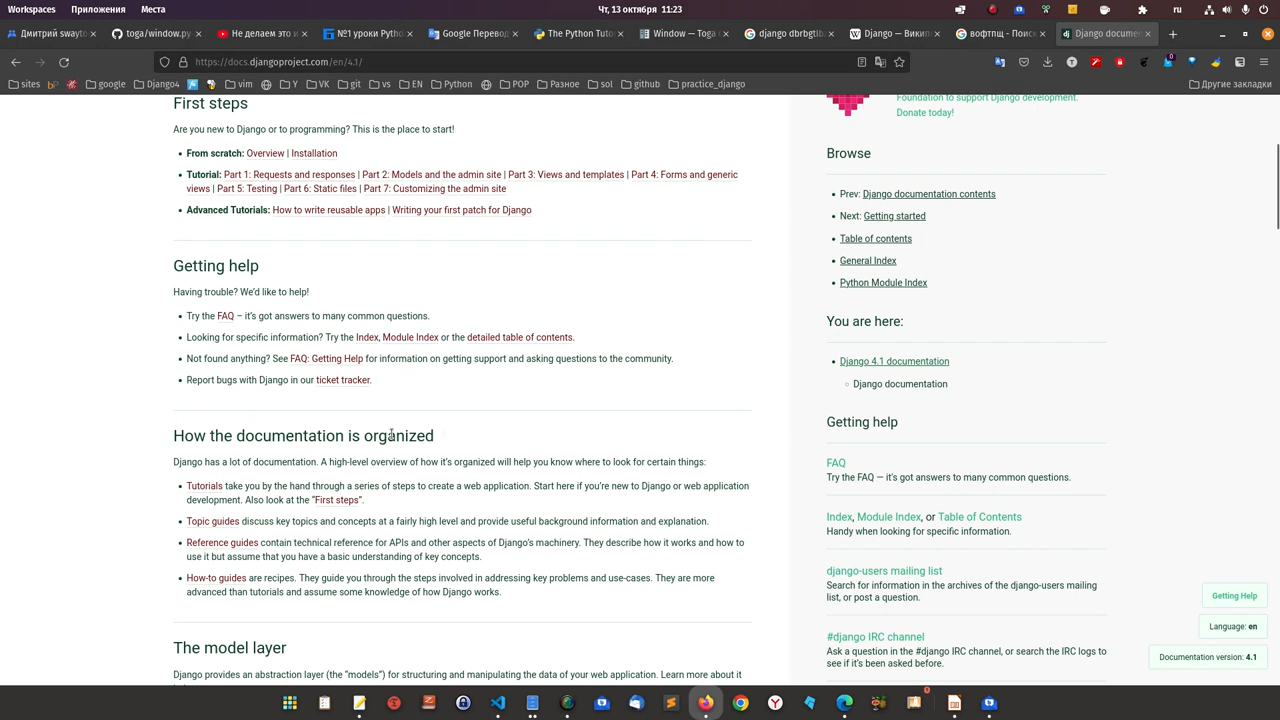 Workspaces Приложения Места Чт, 13 октября 11:23 ru
Дмитрий swayto
toga/window.py
Не делаем это и
№1 уроки Pytho
Google Перевод
The Python Tuto
Window — Toga
django dbrbgtlb
Django — Викип
вофтпщ - Поиск
Django documen
https://docs.djangoproject.com/en/4.1/
sites bp google Django4 vim Y VK git vs EN Python POP Разное sol github practice_django Другие закладки
First steps
Are you new to Django or to programming? This is the place to start!
From scratch: Overview | Installation
Tutorial: Part 1: Requests and responses | Part 2: Models and the admin site | Part 3: Views and templates | Part 4: Forms and generic
views | Part 5: Testing | Part 6: Static files | Part 7: Customizing the admin site
Advanced Tutorials: How to write reusable apps | Writing your first patch for Django
Getting help
Having trouble? We'd like to help!
Try the FAQ – it's got answers to many common questions.
Looking for specific information? Try the Index, Module Index or the detailed table of contents.
Not found anything? See FAQ: Getting Help for information on getting support and asking questions to the community.
Report bugs with Django in our ticket tracker.
How the documentation is organized
Django has a lot of documentation. A high-level overview of how it's organized will help you know where to look for certain things:
Tutorials take you by the hand through a series of steps to create a web application. Start here if you're new to Django or web application
development. Also look at the "First steps".
Topic guides discuss key topics and concepts at a fairly high level and provide useful background information and explanation.
Reference guides contain technical reference for APIs and other aspects of Django's machinery. They describe how it works and how to
use it but assume that you have a basic understanding of key concepts.
How-to guides are recipes. They guide you through the steps involved in addressing key problems and use-cases. They are more
advanced than tutorials and assume some knowledge of how Django works.
The model layer
Django provides an abstraction layer (the "models") for structuring and manipulating the data of your web application. Learn more about it
Foundation to support Django development.
Donate today!
Browse
Prev: Django documentation contents
Next: Getting started
Table of contents
General Index
Python Module Index
You are here:
Django 4.1 documentation
Django documentation
Getting help
FAQ
Try the FAQ — it's got answers to many common questions.
Index, Module Index, or Table of Contents
Handy when looking for specific information.
django-users mailing list
Search for information in the archives of the django-users mailing
list, or post a question.
#django IRC channel
Ask a question in the #django IRC channel, or search the IRC logs to
see if it's been asked before.
Getting Help
Language: en
Documentation version: 4.1